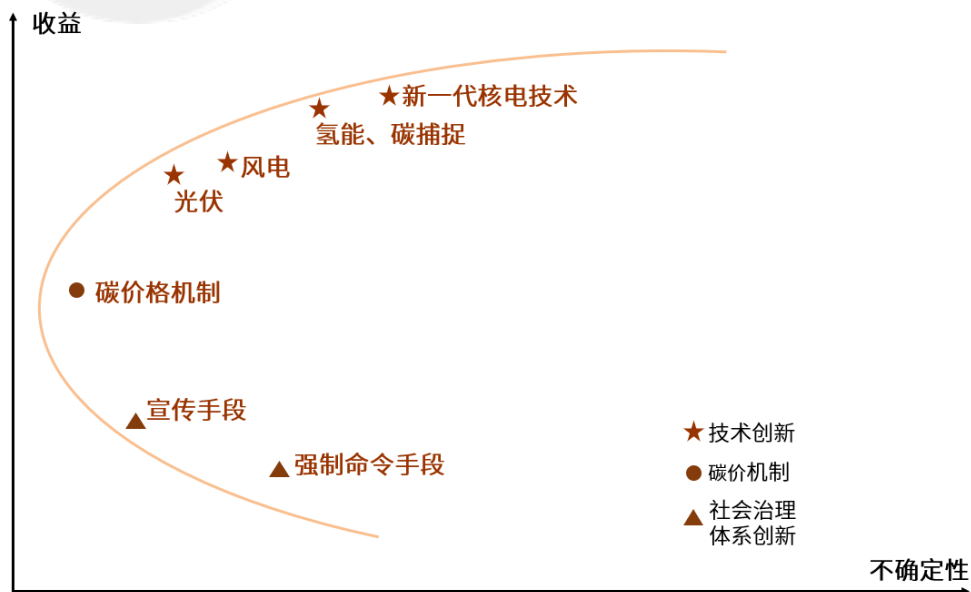 收益
新一代核电技术
氢能、碳捕捉
风电
光伏
碳价格机制
宣传手段
强制命令手段
技术创新
碳价机制
社会治理
体系创新
不确定性